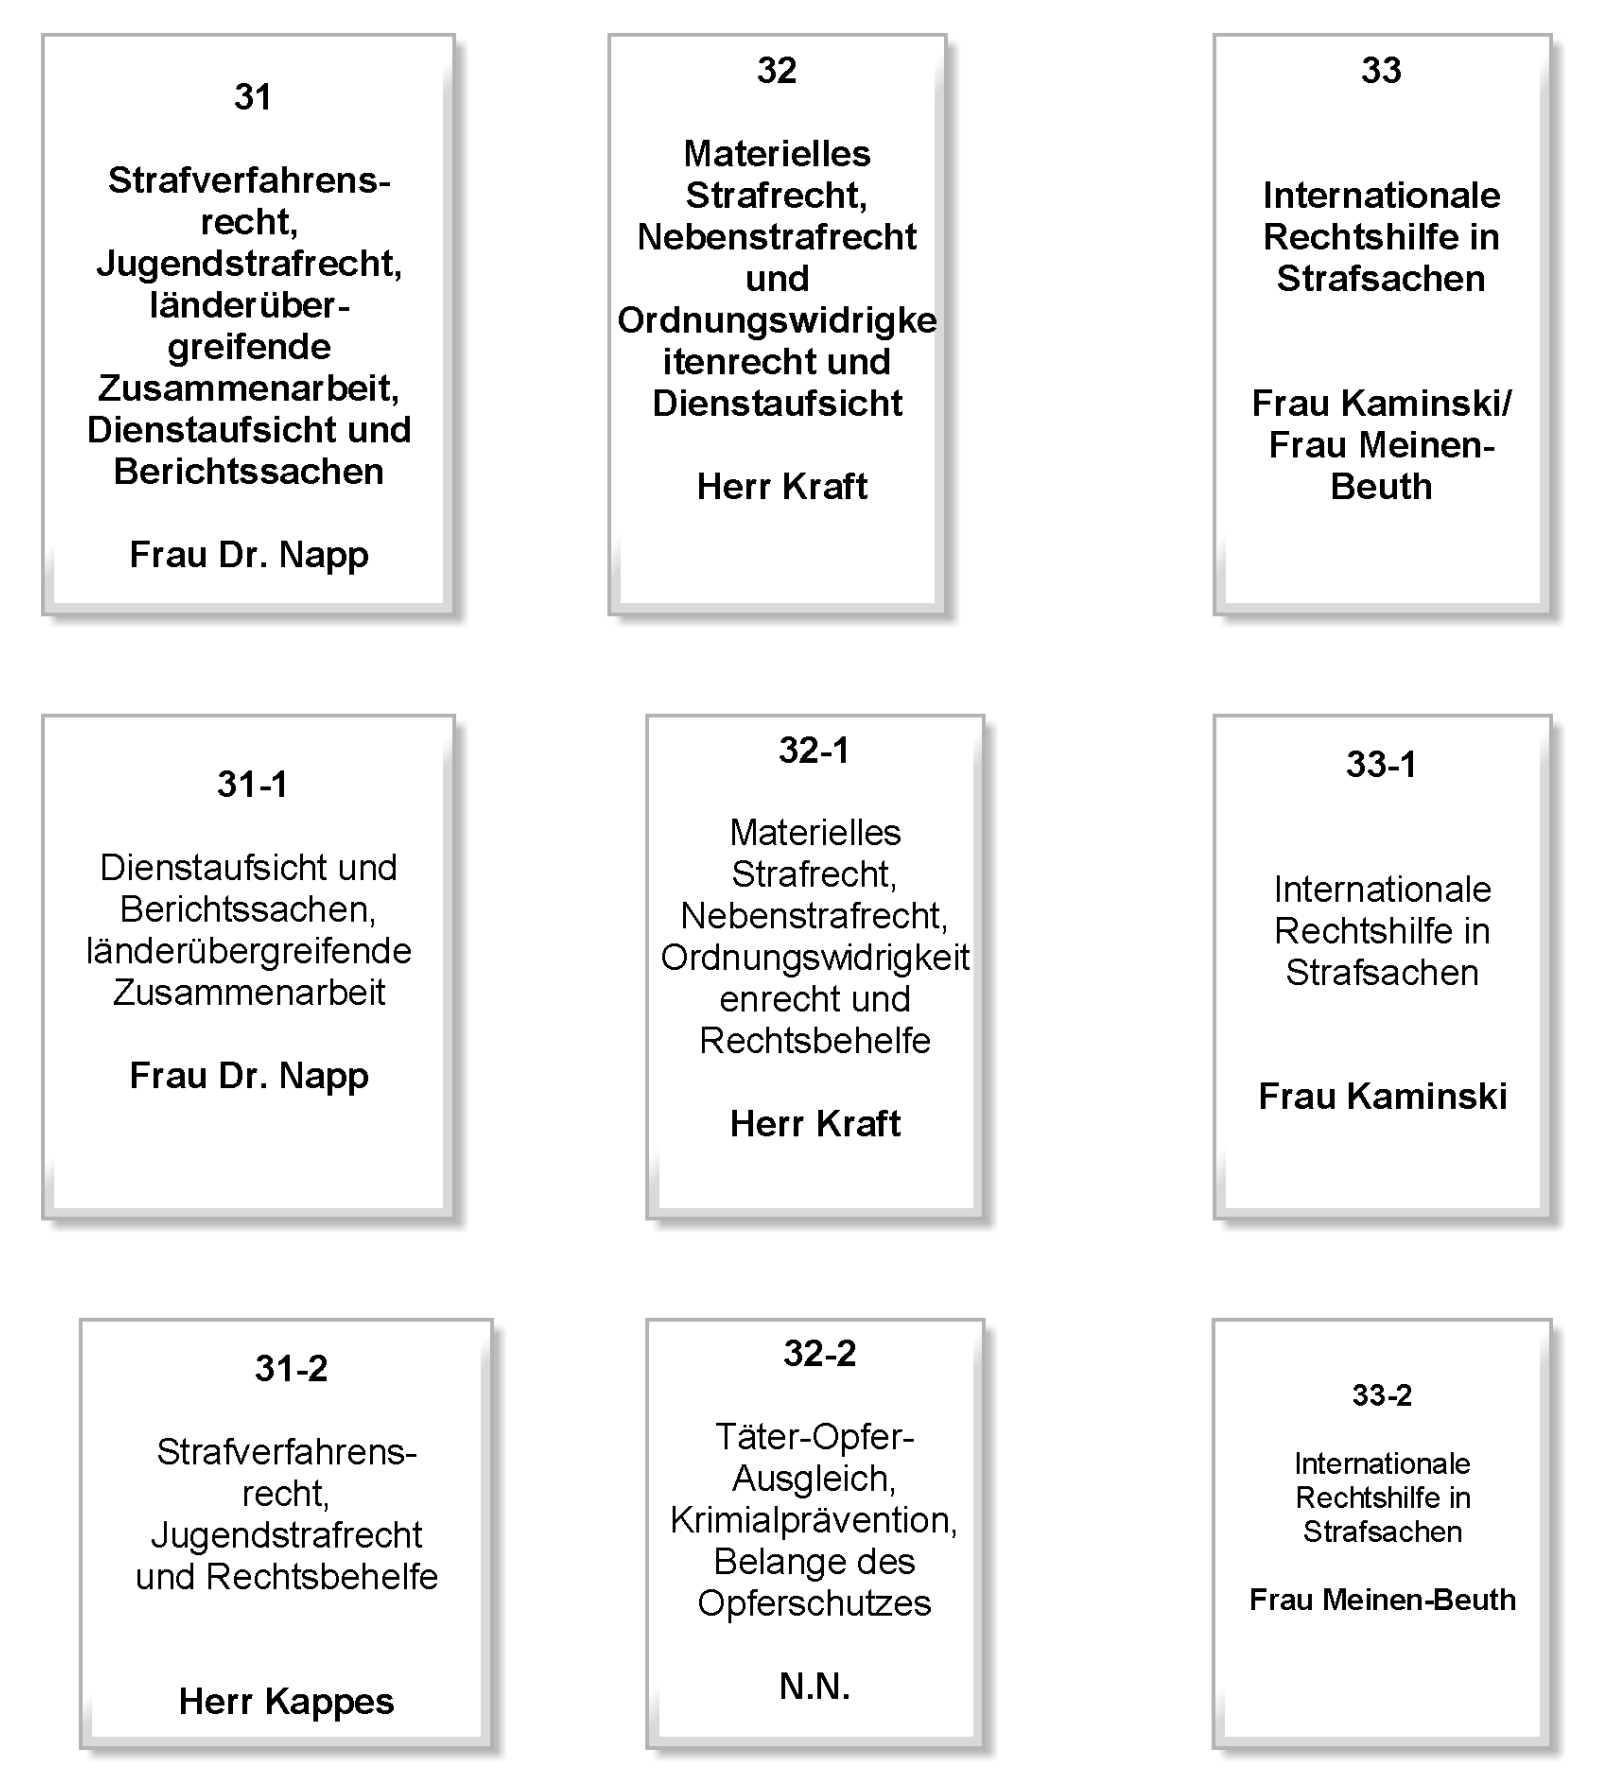 31
Strafverfahrens-
recht,
Jugendstrafrecht,
länderüber-
greifende
Zusammenarbeit,
Dienstaufsicht und
Berichtssachen
Frau Dr. Napp
32
Materielles
Strafrecht,
Nebenstrafrecht
und
Ordnungswidrigke
itenrecht und
Dienstaufsicht
Herr Kraft
33
Internationale
Rechtshilfe in
Strafsachen
Frau Kaminski/
Frau Meinen-
Beuth
31-1
Dienstaufsicht und
Berichtssachen,
länderübergreifende
Zusammenarbeit
Frau Dr. Napp
32-1
Materielles
Strafrecht,
Nebenstrafrecht,
Ordnungswidrigkeit
enrecht und
Rechtsbehelfe
Herr Kraft
33-1
Internationale
Rechtshilfe in
Strafsachen
Frau Kaminski
31-2
Strafverfahrens-
recht,
Jugendstrafrecht
und Rechtsbehelfe
Herr Kappes
32-2
Täter-Opfer-
Ausgleich,
Krimialprävention,
Belange des
Opferschutzes
N.N.
33-2
Internationale
Rechtshilfe in
Strafsachen
Frau Meinen-Beuth